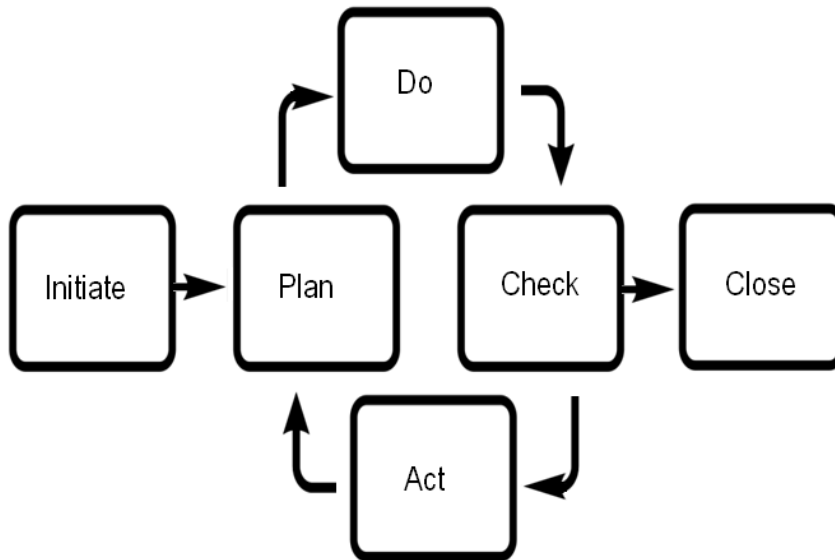 Do
Initiate
Plan
Check
Close
Act